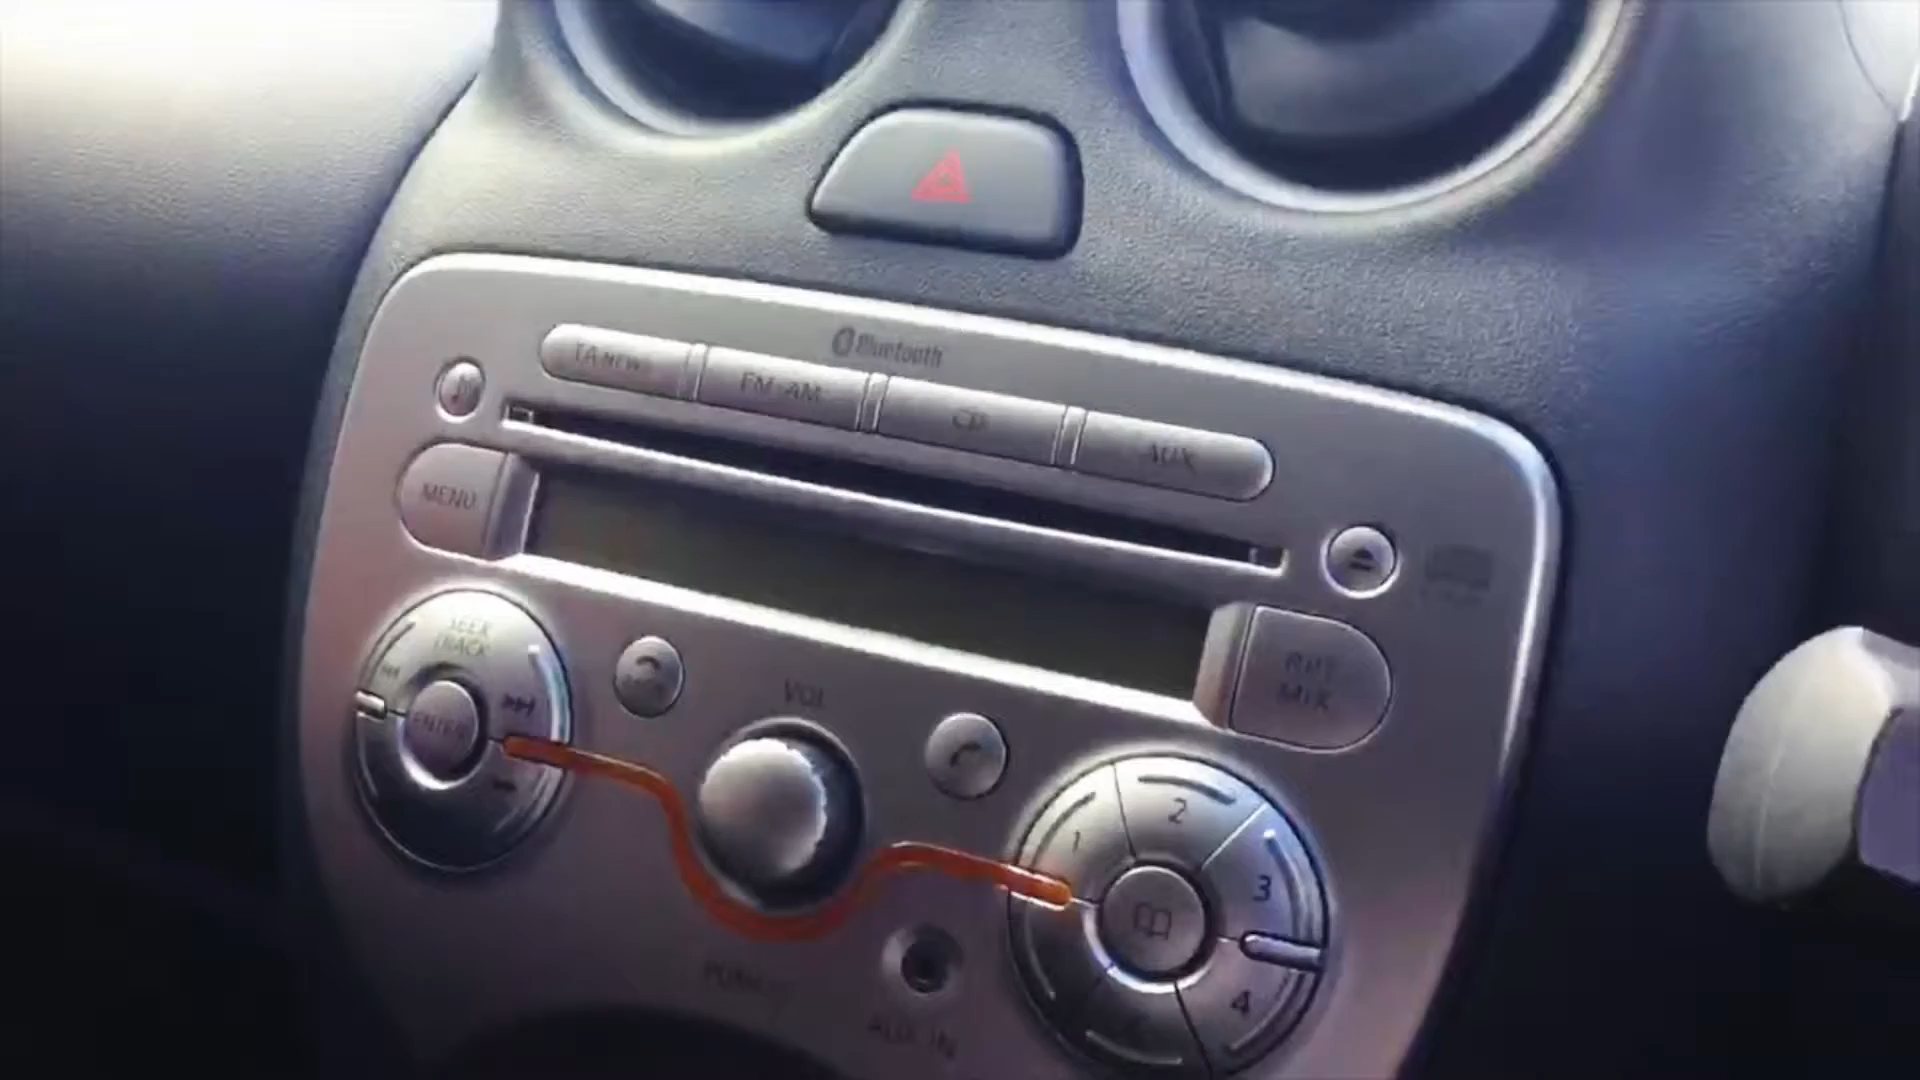 Bluetooth
TA NEWS
FM·AM
CD
AUX
MENU
SEEK
TRACK
ENTER
VOL
RPT
MIX
1
2
3
4
AUX IN